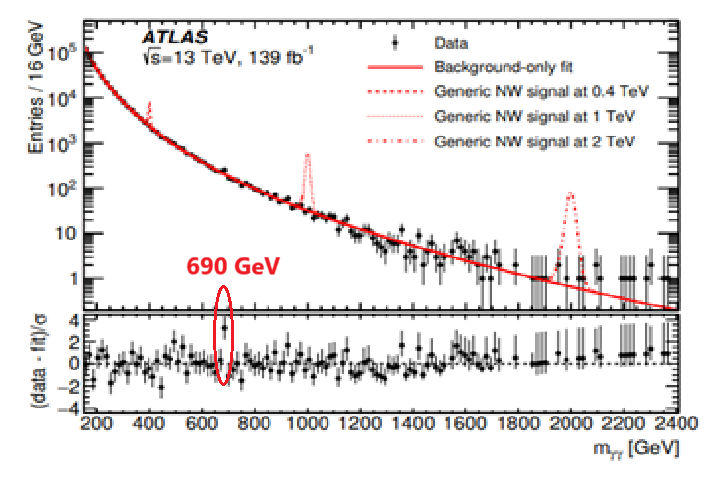 ATLAS
√s=13 TeV, 139 fb⁻¹
Data
Background-only fit
Generic NW signal at 0.4 TeV
Generic NW signal at 1 TeV
Generic NW signal at 2 TeV
Entries / 16 GeV
10⁵
10⁴
10³
10²
10
1
690 GeV
(data - fit)/σ
4
2
0
−2
−4
200 400 600 800 1000 1200 1400 1600 1800 2000 2200 2400
mγγ [GeV]